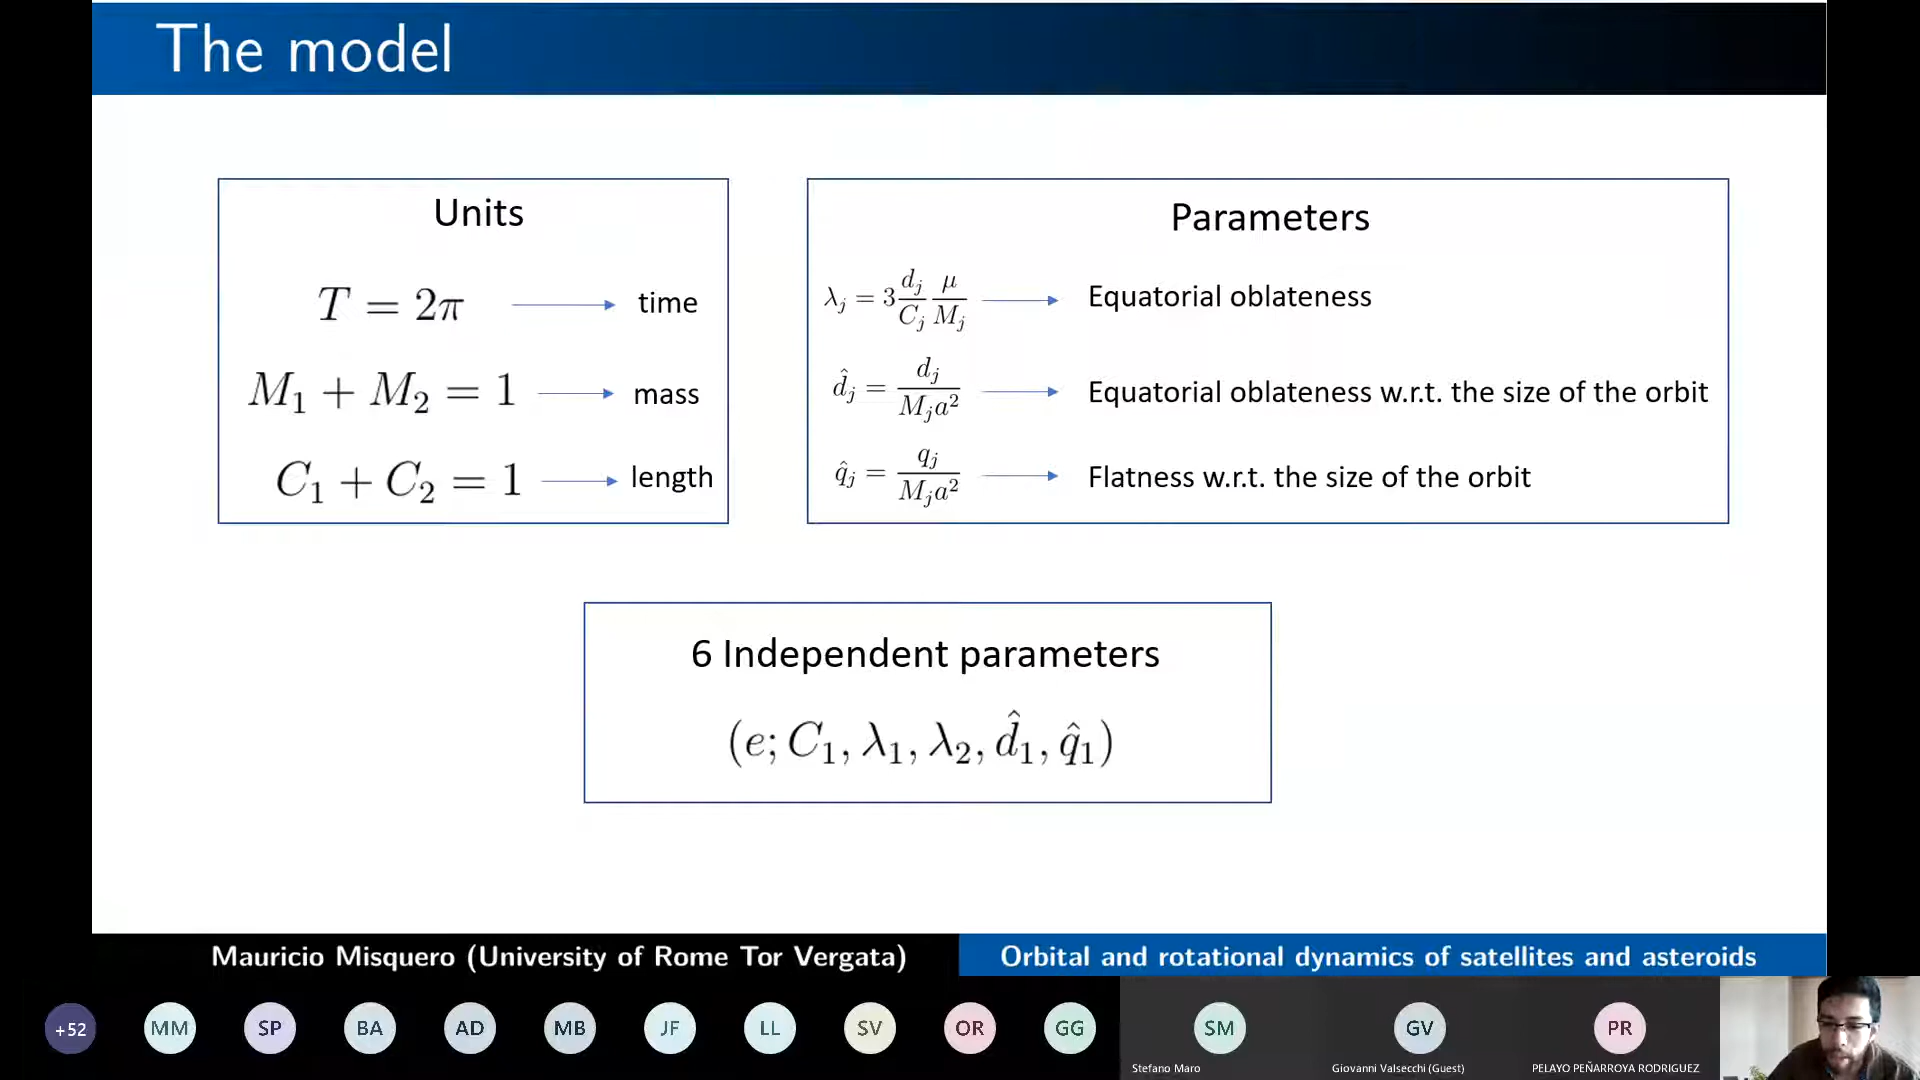 The model
Units
T = 2π → time
M₁ + M₂ = 1 → mass
C₁ + C₂ = 1 → length
Parameters
λⱼ = 3 dⱼ/Cⱼ μ/Mⱼ → Equatorial oblateness
d̂ⱼ = dⱼ/Mⱼa² → Equatorial oblateness w.r.t. the size of the orbit
q̂ⱼ = qⱼ/Mⱼa² → Flatness w.r.t. the size of the orbit
6 Independent parameters
(e; C₁, λ₁, λ₂, d̂₁, q̂₁)
Mauricio Misquero (University of Rome Tor Vergata)
Orbital and rotational dynamics of satellites and asteroids
+52 MM SP BA AD MB JF LL SV OR GG SM GV PR
Stefano Maro
Giovanni Valsecchi (Guest)
PELAYO PEÑARROYA RODRIGUEZ